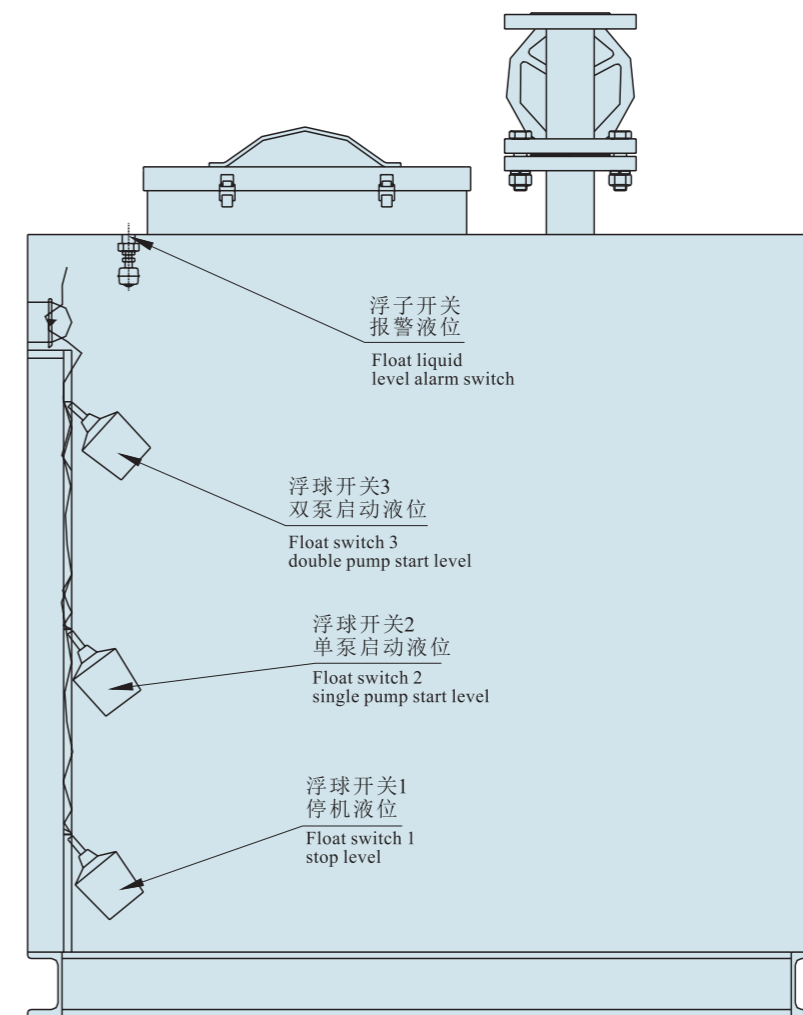 浮子开关
报警液位
Float liquid
level alarm switch
浮球开关3
双泵启动液位
Float switch 3
double pump start level
浮球开关2
单泵启动液位
Float switch 2
single pump start level
浮球开关1
停机液位
Float switch 1
stop level